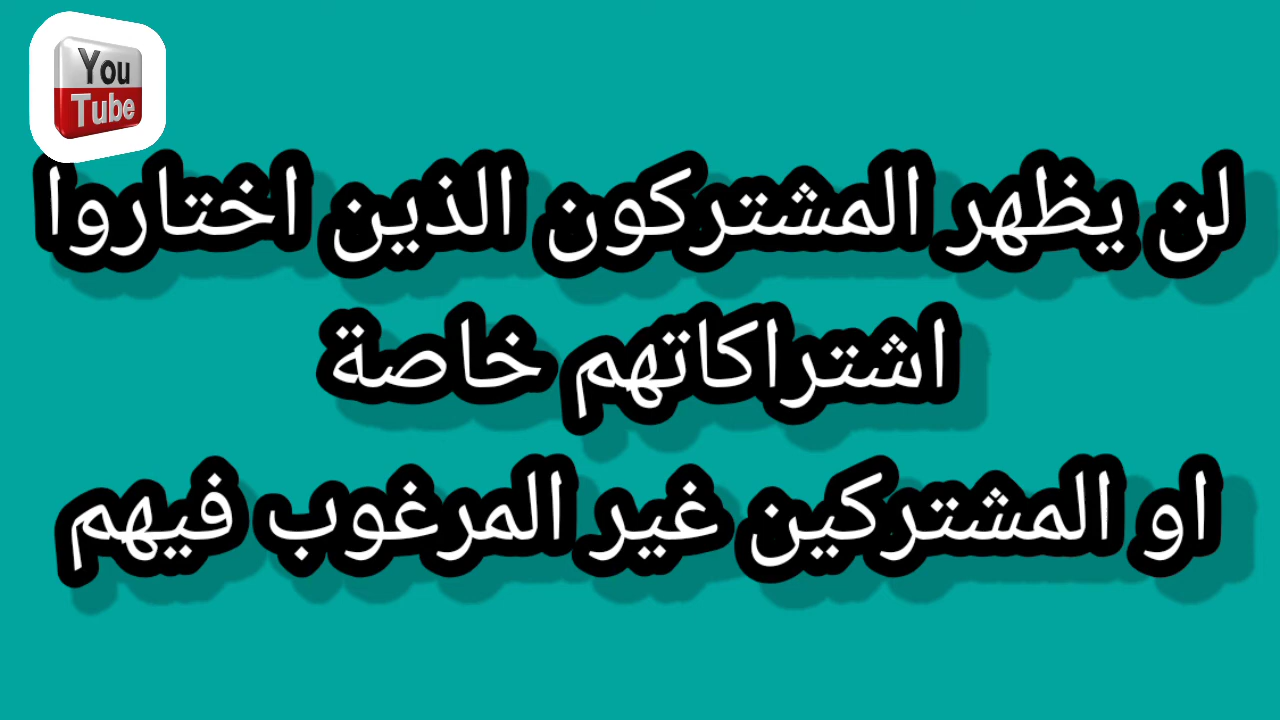 You
Tube
لن يظهر المشتركون الذين اختاروا
اشتراكاتهم خاصة
او المشتركين غير المرغوب فيهم